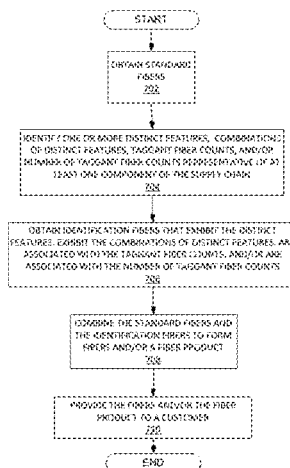 START
OBTAIN STANDARD
FIBERS
702
IDENTIFY ONE OR MORE DISTINCT FEATURES, COMBINATIONS
OF DISTINCT FEATURES, TAGGANT FIBER COUNTS, AND/OR
NUMBER OF TAGGANT FIBER COUNTS REPRESENTATIVE OF AT
LEAST ONE COMPONENT OF THE SUPPLY CHAIN
704
OBTAIN IDENTIFICATION FIBERS THAT EXHIBIT THE DISTINCT
FEATURES, EXHIBIT THE COMBINATIONS OF DISTINCT FEATURES, AR
ASSOCIATED WITH THE TAGGANT FIBER COUNTS, AND/OR ARE
ASSOCIATED WITH THE NUMBER OF TAGGANT FIBER COUNTS
706
COMBINE THE STANDARD FIBERS AND
THE IDENTIFICATION FIBERS TO FORM
FIBERS AND/OR A FIBER PRODUCT
708
PROVIDE THE FIBERS AND/OR THE FIBER
PRODUCT TO A CUSTOMER
710
END